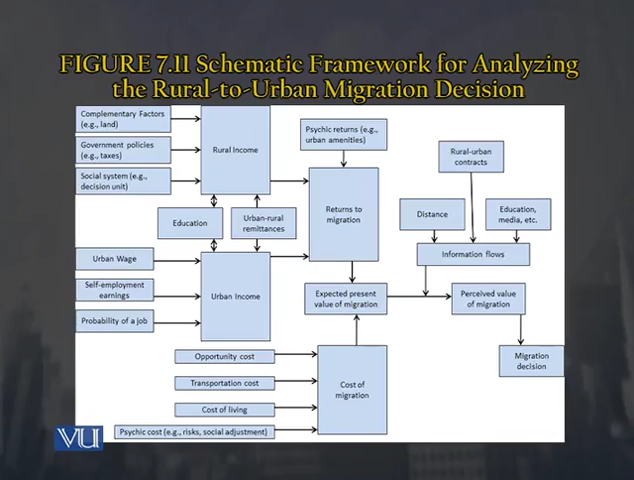 FIGURE 7.11 Schematic Framework for Analyzing
the Rural-to-Urban Migration Decision
Complementary Factors
(e.g., land)
Government policies
(e.g., taxes)
Social system (e.g.,
decision unit)
Rural Income
Psychic returns (e.g.,
urban amenities)
Rural-urban
contracts
Education
Urban-rural
remittances
Returns to
migration
Distance
Education,
media, etc.
Information flows
Urban Wage
Self-employment
earnings
Probability of a job
Urban Income
Expected present
value of migration
Perceived value
of migration
Migration
decision
Opportunity cost
Transportation cost
Cost of living
Psychic cost (e.g., risks, social adjustment)
Cost of
migration
VU